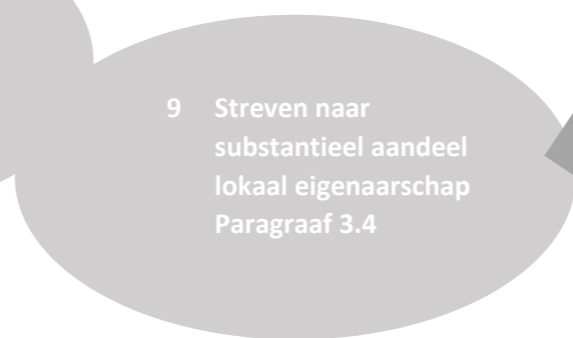 9 Streven naar
substantieel aandeel
lokaal eigenaarschap
Paragraaf 3.4